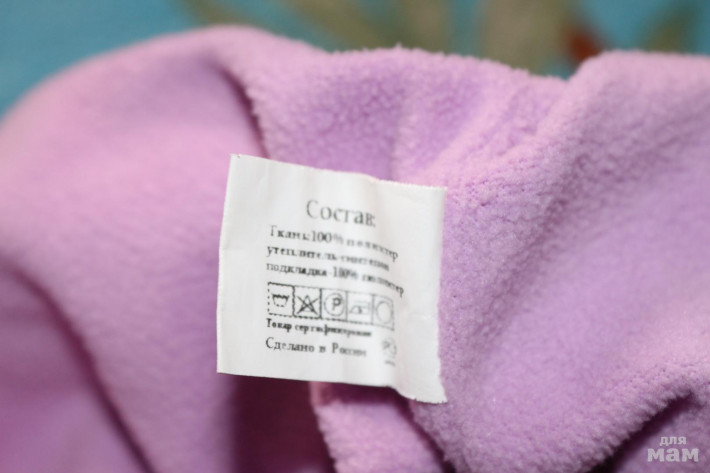 Состав:
Ткань:100% полиэстер
утеплитель-синтепон
подкладка-100% полиэстер
P
Товар сертифицирован
Сделано в России
для
мам